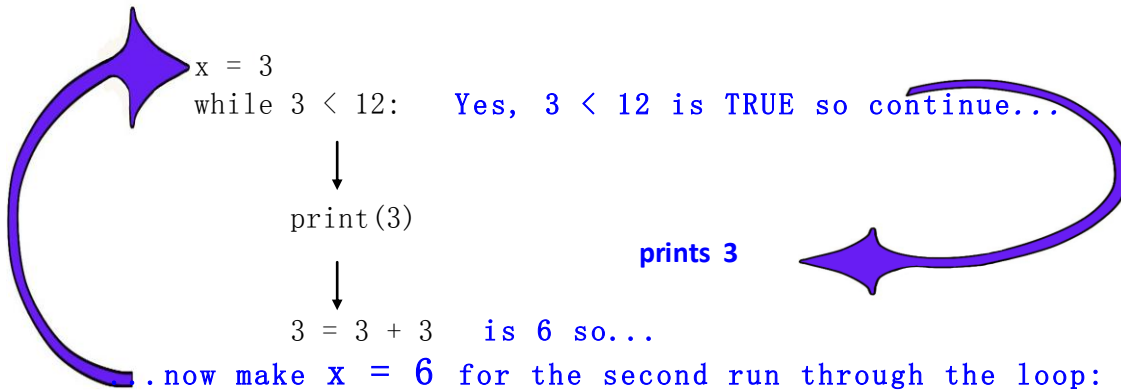 x = 3
while 3 < 12: Yes, 3 < 12 is TRUE so continue...
print(3)
prints 3
3 = 3 + 3 is 6 so...
...now make x = 6 for the second run through the loop: